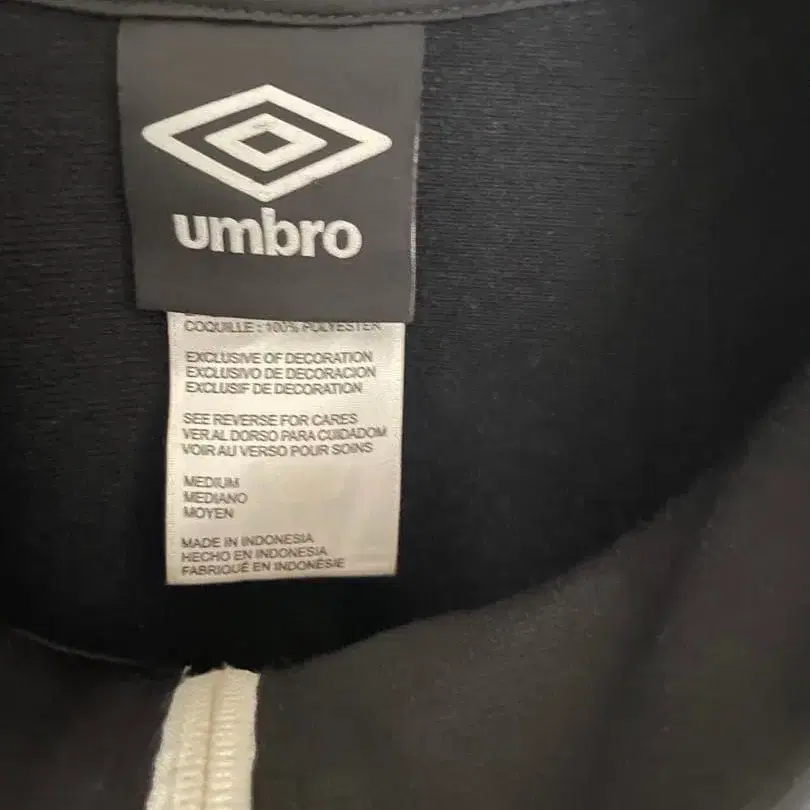 umbro
COQUILLE : 100% POLYESTER
EXCLUSIVE OF DECORATION
EXCLUSIVO DE DECORACION
EXCLUSIF DE DECORATION
SEE REVERSE FOR CARES
VER AL DORSO PARA CUIDADOM
VOIR AU VERSO POUR SOINS
MEDIUM
MEDIANO
MOYEN
MADE IN INDONESIA
HECHO EN INDONESIA
FABRIQUÉ EN INDONÉSIE